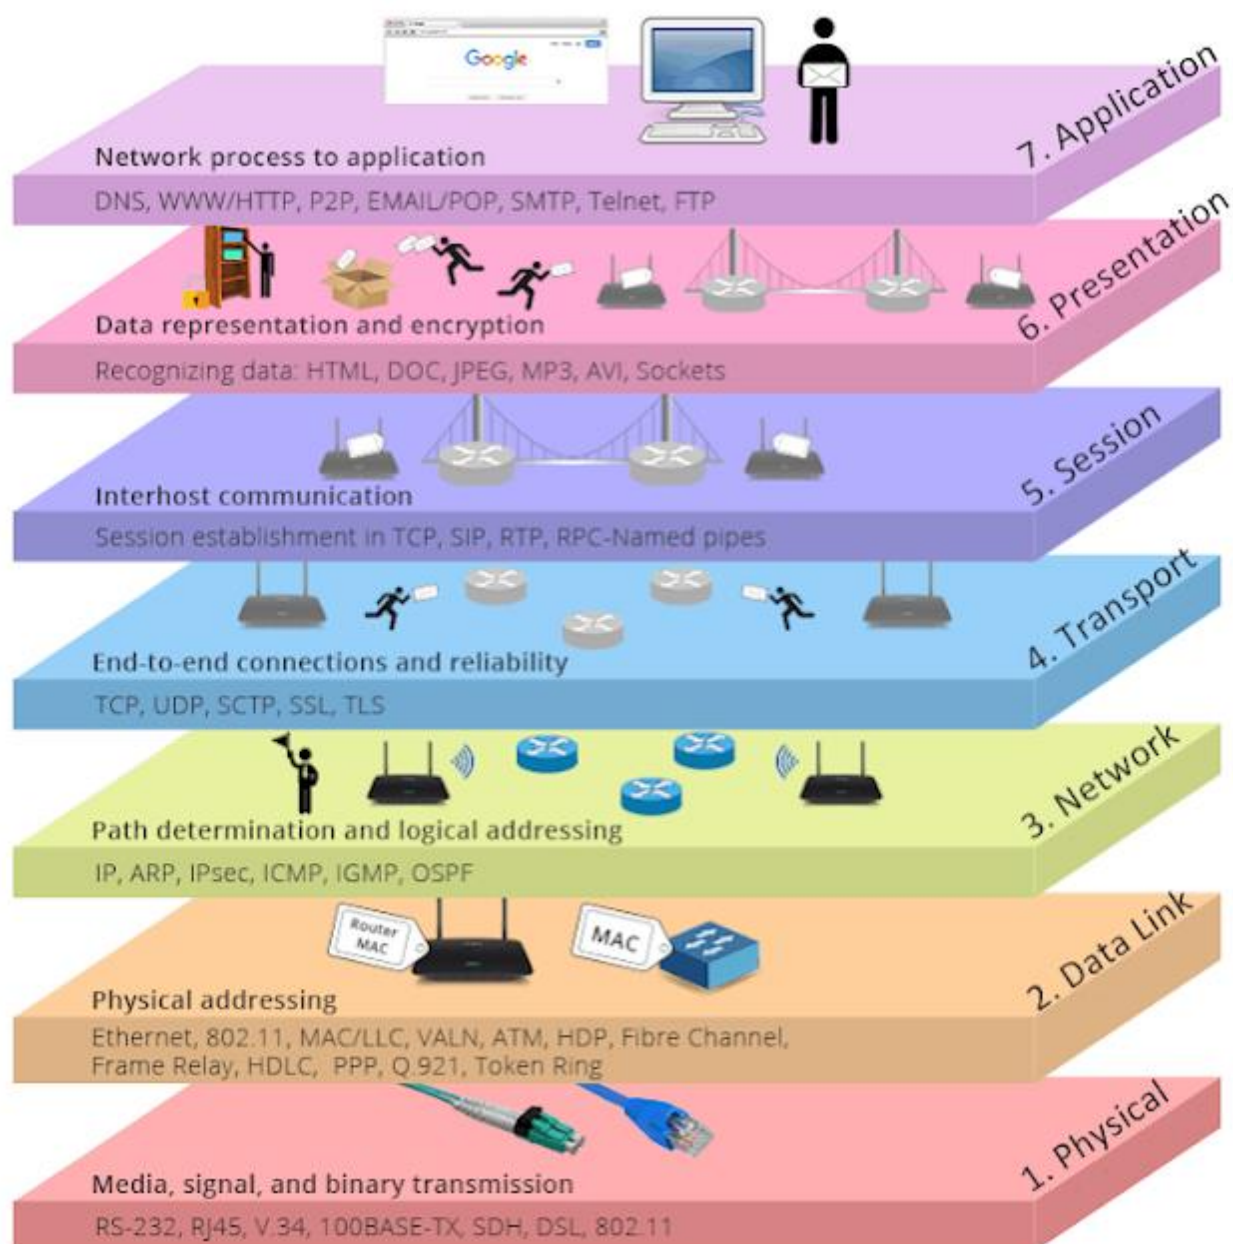 Google
7. Application
Network process to application
DNS, WWW/HTTP, P2P, EMAIL/POP, SMTP, Telnet, FTP
6. Presentation
Data representation and encryption
Recognizing data: HTML, DOC, JPEG, MP3, AVI, Sockets
5. Session
Interhost communication
Session establishment in TCP, SIP, RTP, RPC-Named pipes
4. Transport
End-to-end connections and reliability
TCP, UDP, SCTP, SSL, TLS
3. Network
Path determination and logical addressing
IP, ARP, IPsec, ICMP, IGMP, OSPF
Router
MAC
MAC
2. Data Link
Physical addressing
Ethernet, 802.11, MAC/LLC, VALN, ATM, HDP, Fibre Channel,
Frame Relay, HDLC, PPP, Q.921, Token Ring
1. Physical
Media, signal, and binary transmission
RS-232, RJ45, V.34, 100BASE-TX, SDH, DSL, 802.11